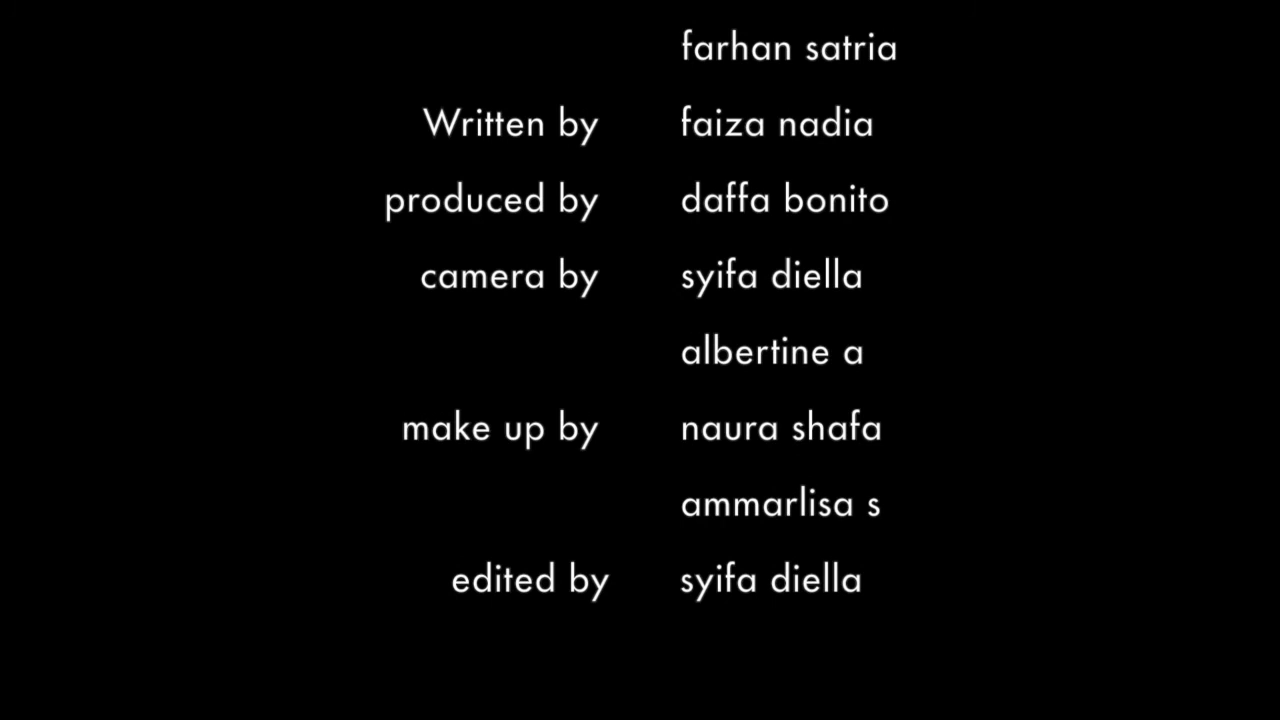 farhan satria
Written by faiza nadia
produced by daffa bonito
camera by syifa diella
albertine a
make up by naura shafa
ammarlisa s
edited by syifa diella